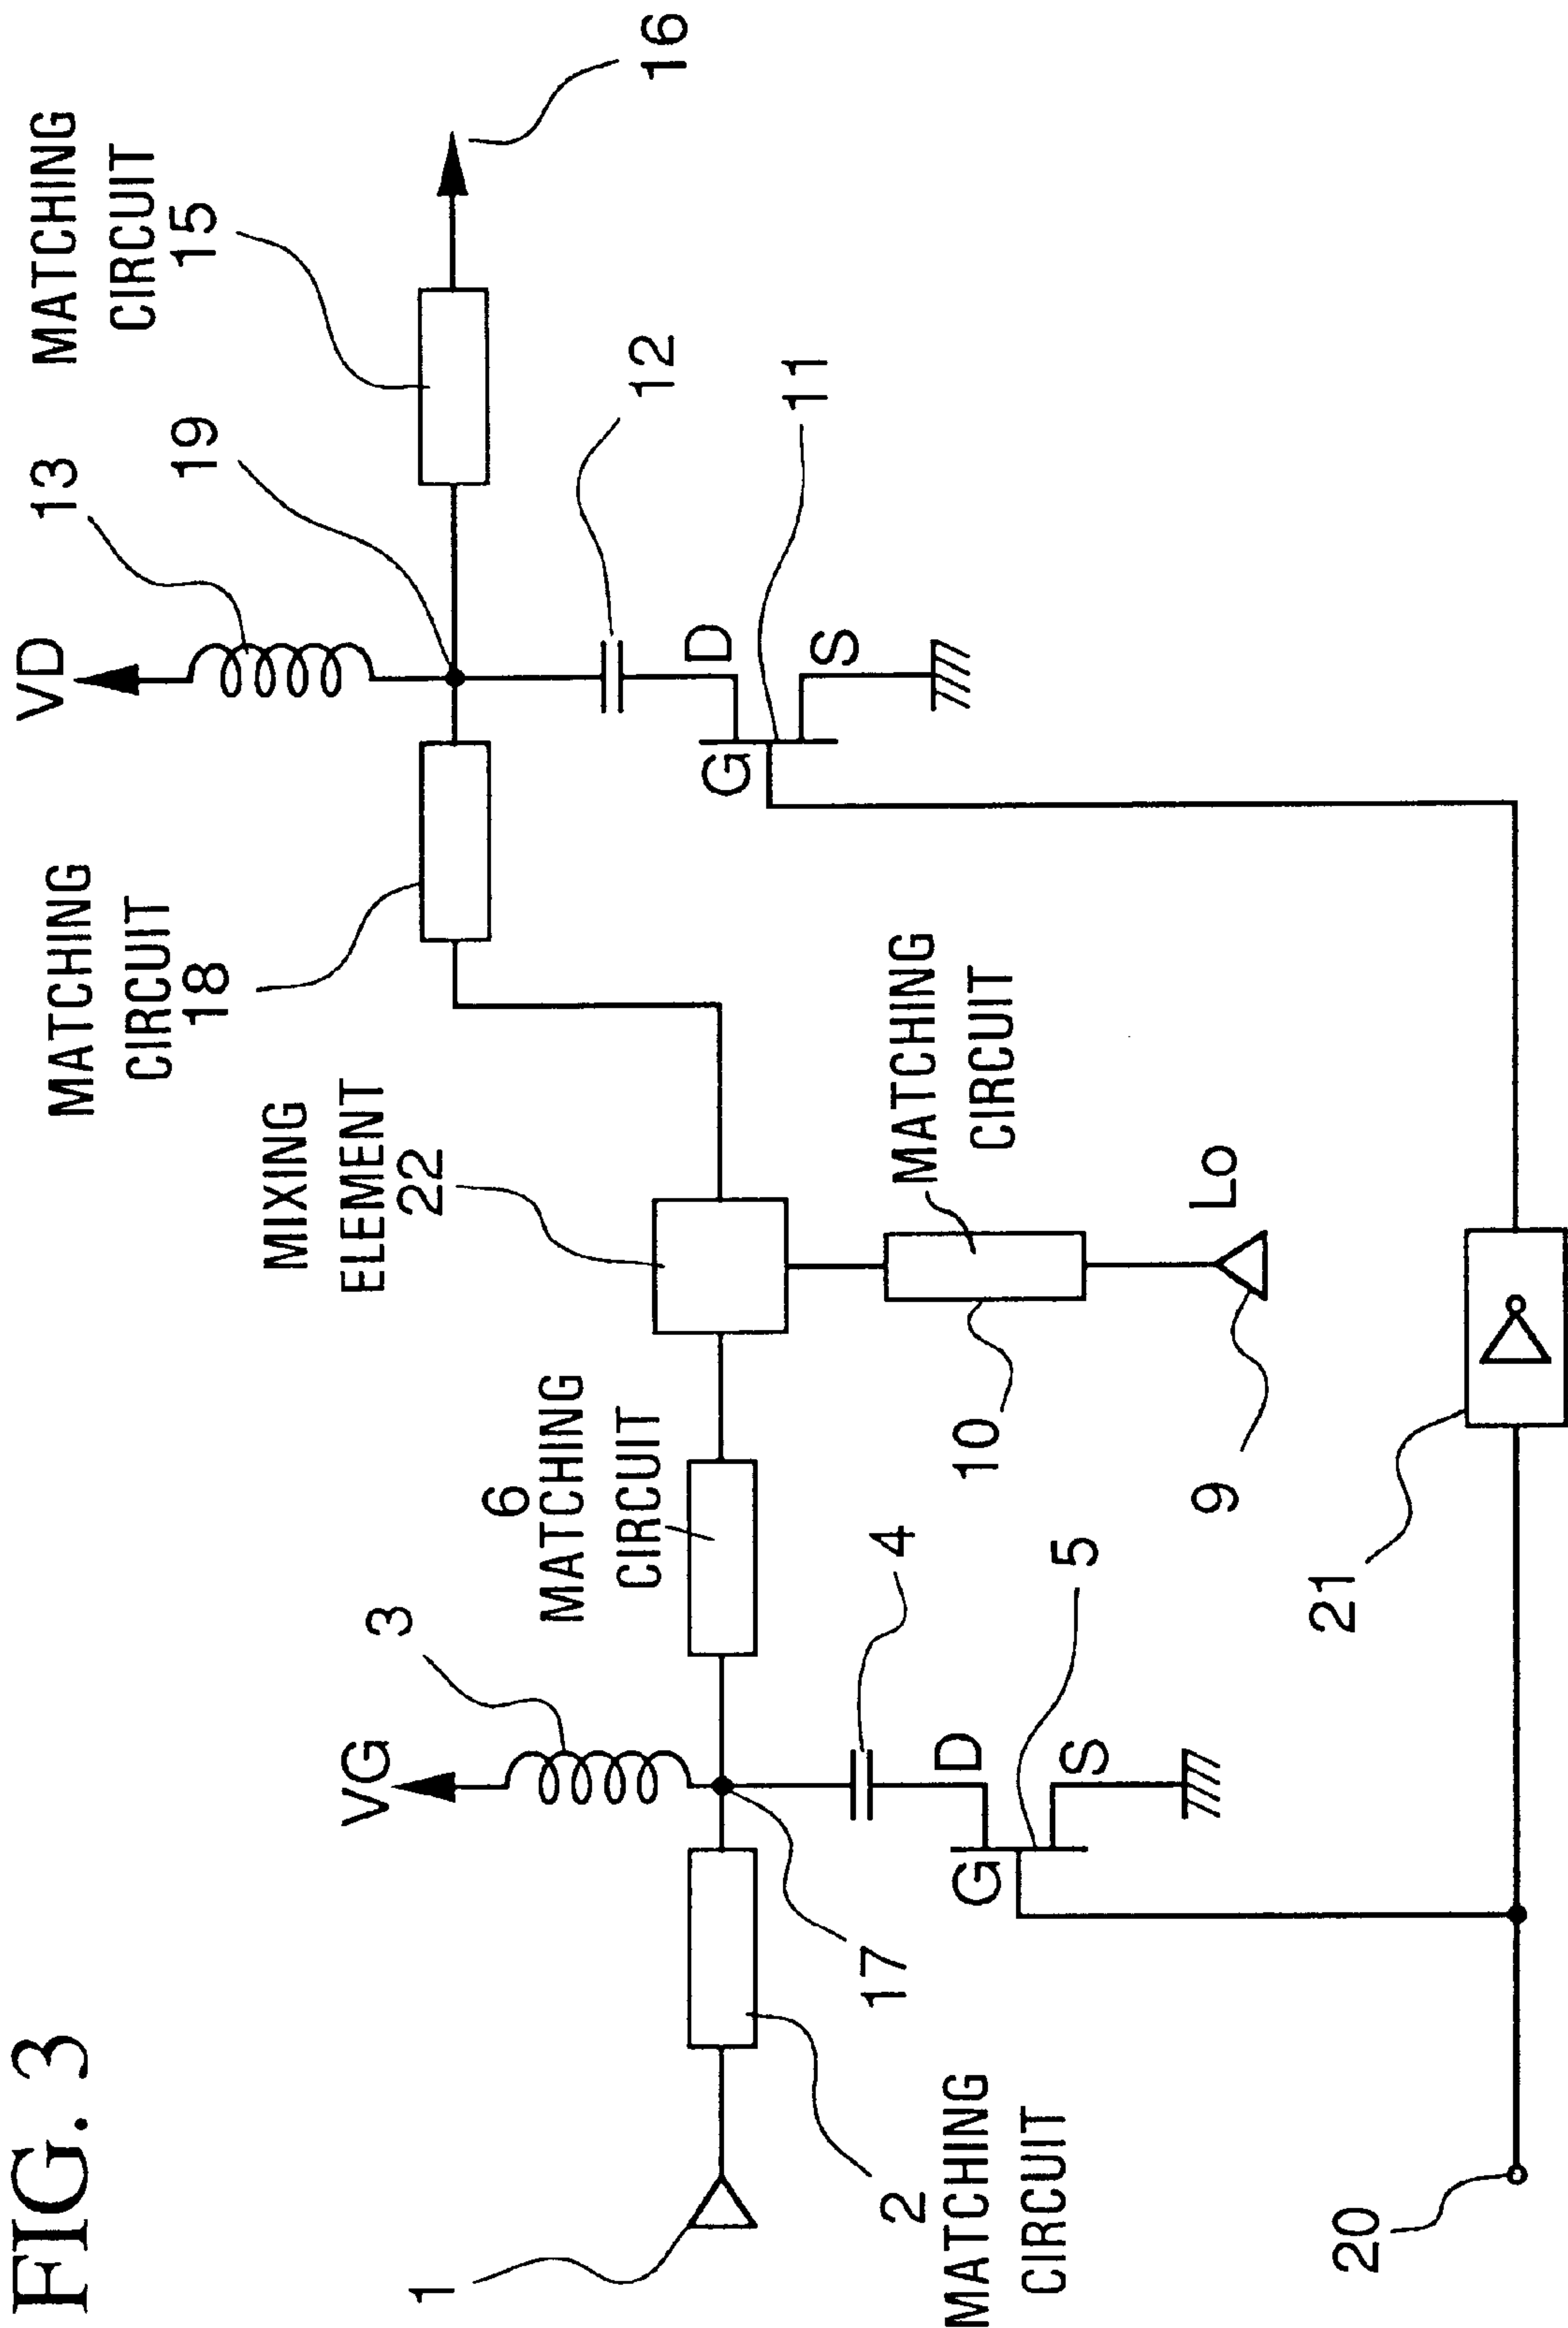 FIG. 3
VD
13
19
MATCHING
CIRCUIT
15
16
MATCHING
CIRCUIT
18
12
D
G
S
11
MIXING
ELEMENT
22
VG
3
6
MATCHING
CIRCUIT
MATCHING
CIRCUIT
10
Lo
9
1
2
MATCHING
CIRCUIT
17
4
D
G
S
5
20
21